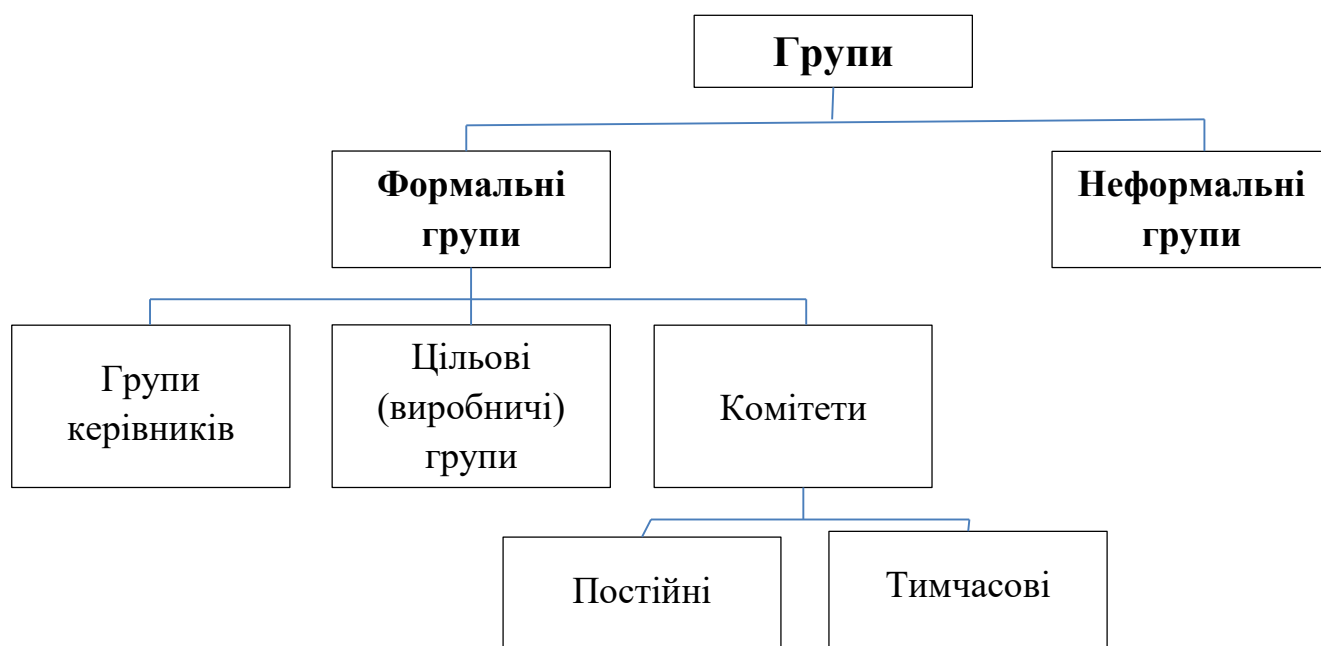 Групи
Формальні
групи
Неформальні
групи
Групи
керівників
Цільові
(виробничі)
групи
Комітети
Постійні
Тимчасові